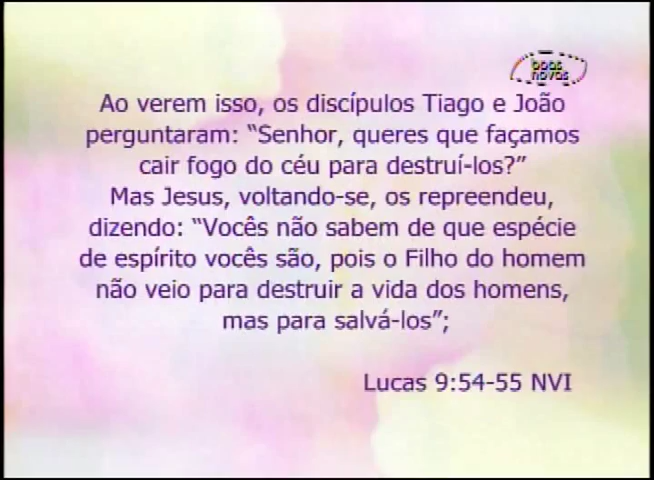 boas
novas
Ao verem isso, os discípulos Tiago e João
perguntaram: “Senhor, queres que façamos
cair fogo do céu para destruí-los?”
Mas Jesus, voltando-se, os repreendeu,
dizendo: “Vocês não sabem de que espécie
de espírito vocês são, pois o Filho do homem
não veio para destruir a vida dos homens,
mas para salvá-los”;
Lucas 9:54-55 NVI